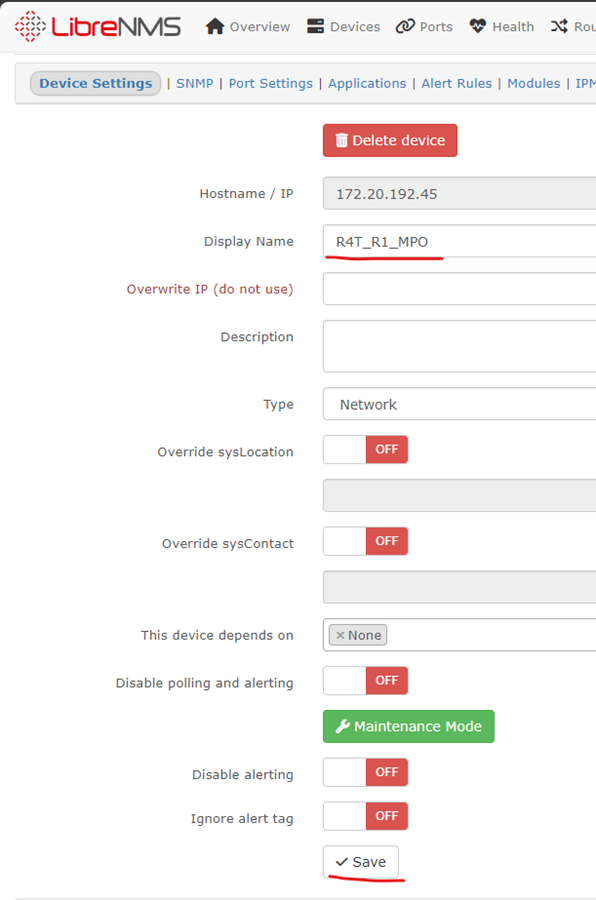 LibreNMS Overview Devices Ports Health Rou
Device Settings | SNMP | Port Settings | Applications | Alert Rules | Modules | IPM
Delete device
Hostname / IP 172.20.192.45
Display Name R4T_R1_MPO
Overwrite IP (do not use)
Description
Type Network
Override sysLocation OFF
Override sysContact OFF
This device depends on × None
Disable polling and alerting OFF
Maintenance Mode
Disable alerting OFF
Ignore alert tag OFF
Save